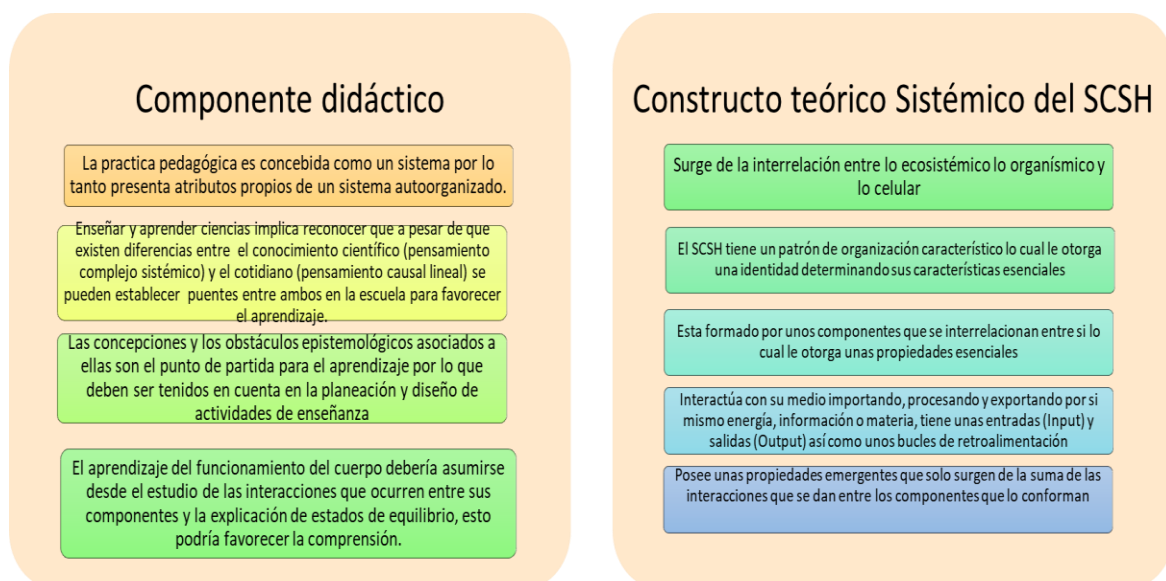 Componente didáctico
La practica pedagógica es concebida como un sistema por lo
tanto presenta atributos propios de un sistema autoorganizado.
Enseñar y aprender ciencias implica reconocer que a pesar de que
existen diferencias entre el conocimiento científico (pensamiento
complejo sistémico) y el cotidiano (pensamiento causal lineal) se
pueden establecer puentes entre ambos en la escuela para favorecer
el aprendizaje.
Las concepciones y los obstáculos epistemológicos asociados a
ellas son el punto de partida para el aprendizaje por lo que
deben ser tenidos en cuenta en la planeación y diseño de
actividades de enseñanza
El aprendizaje del funcionamiento del cuerpo debería asumirse
desde el estudio de las interacciones que ocurren entre sus
componentes y la explicación de estados de equilibrio, esto
podría favorecer la comprensión.
Constructo teórico Sistémico del SCSH
Surge de la interrelación entre lo ecosistémico lo organísmico y
lo celular
El SCSH tiene un patrón de organización característico lo cual le otorga
una identidad determinando sus características esenciales
Esta formado por unos componentes que se interrelacionan entre si lo
cual le otorga unas propiedades esenciales
Interactúa con su medio importando, procesando y exportando por si
mismo energía, información o materia, tiene unas entradas (Input) y
salidas (Output) así como unos bucles de retroalimentación
Posee unas propiedades emergentes que solo surgen de la suma de las
interacciones que se dan entre los componentes que lo conforman